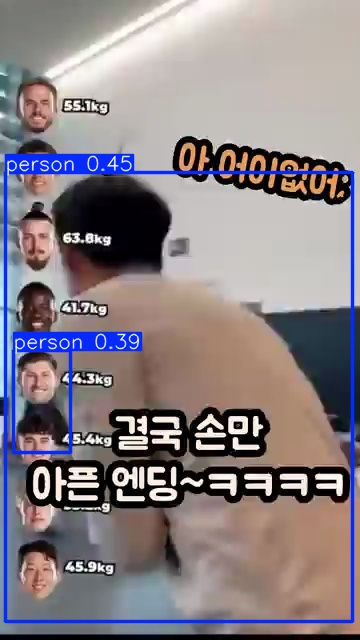 55.1kg
아 어이없어;
person 0.45
63.8kg
41.7kg
person 0.39
44.3kg
45.4kg
결국 손만
아픈 엔딩~ㅋㅋㅋㅋ
45.9kg